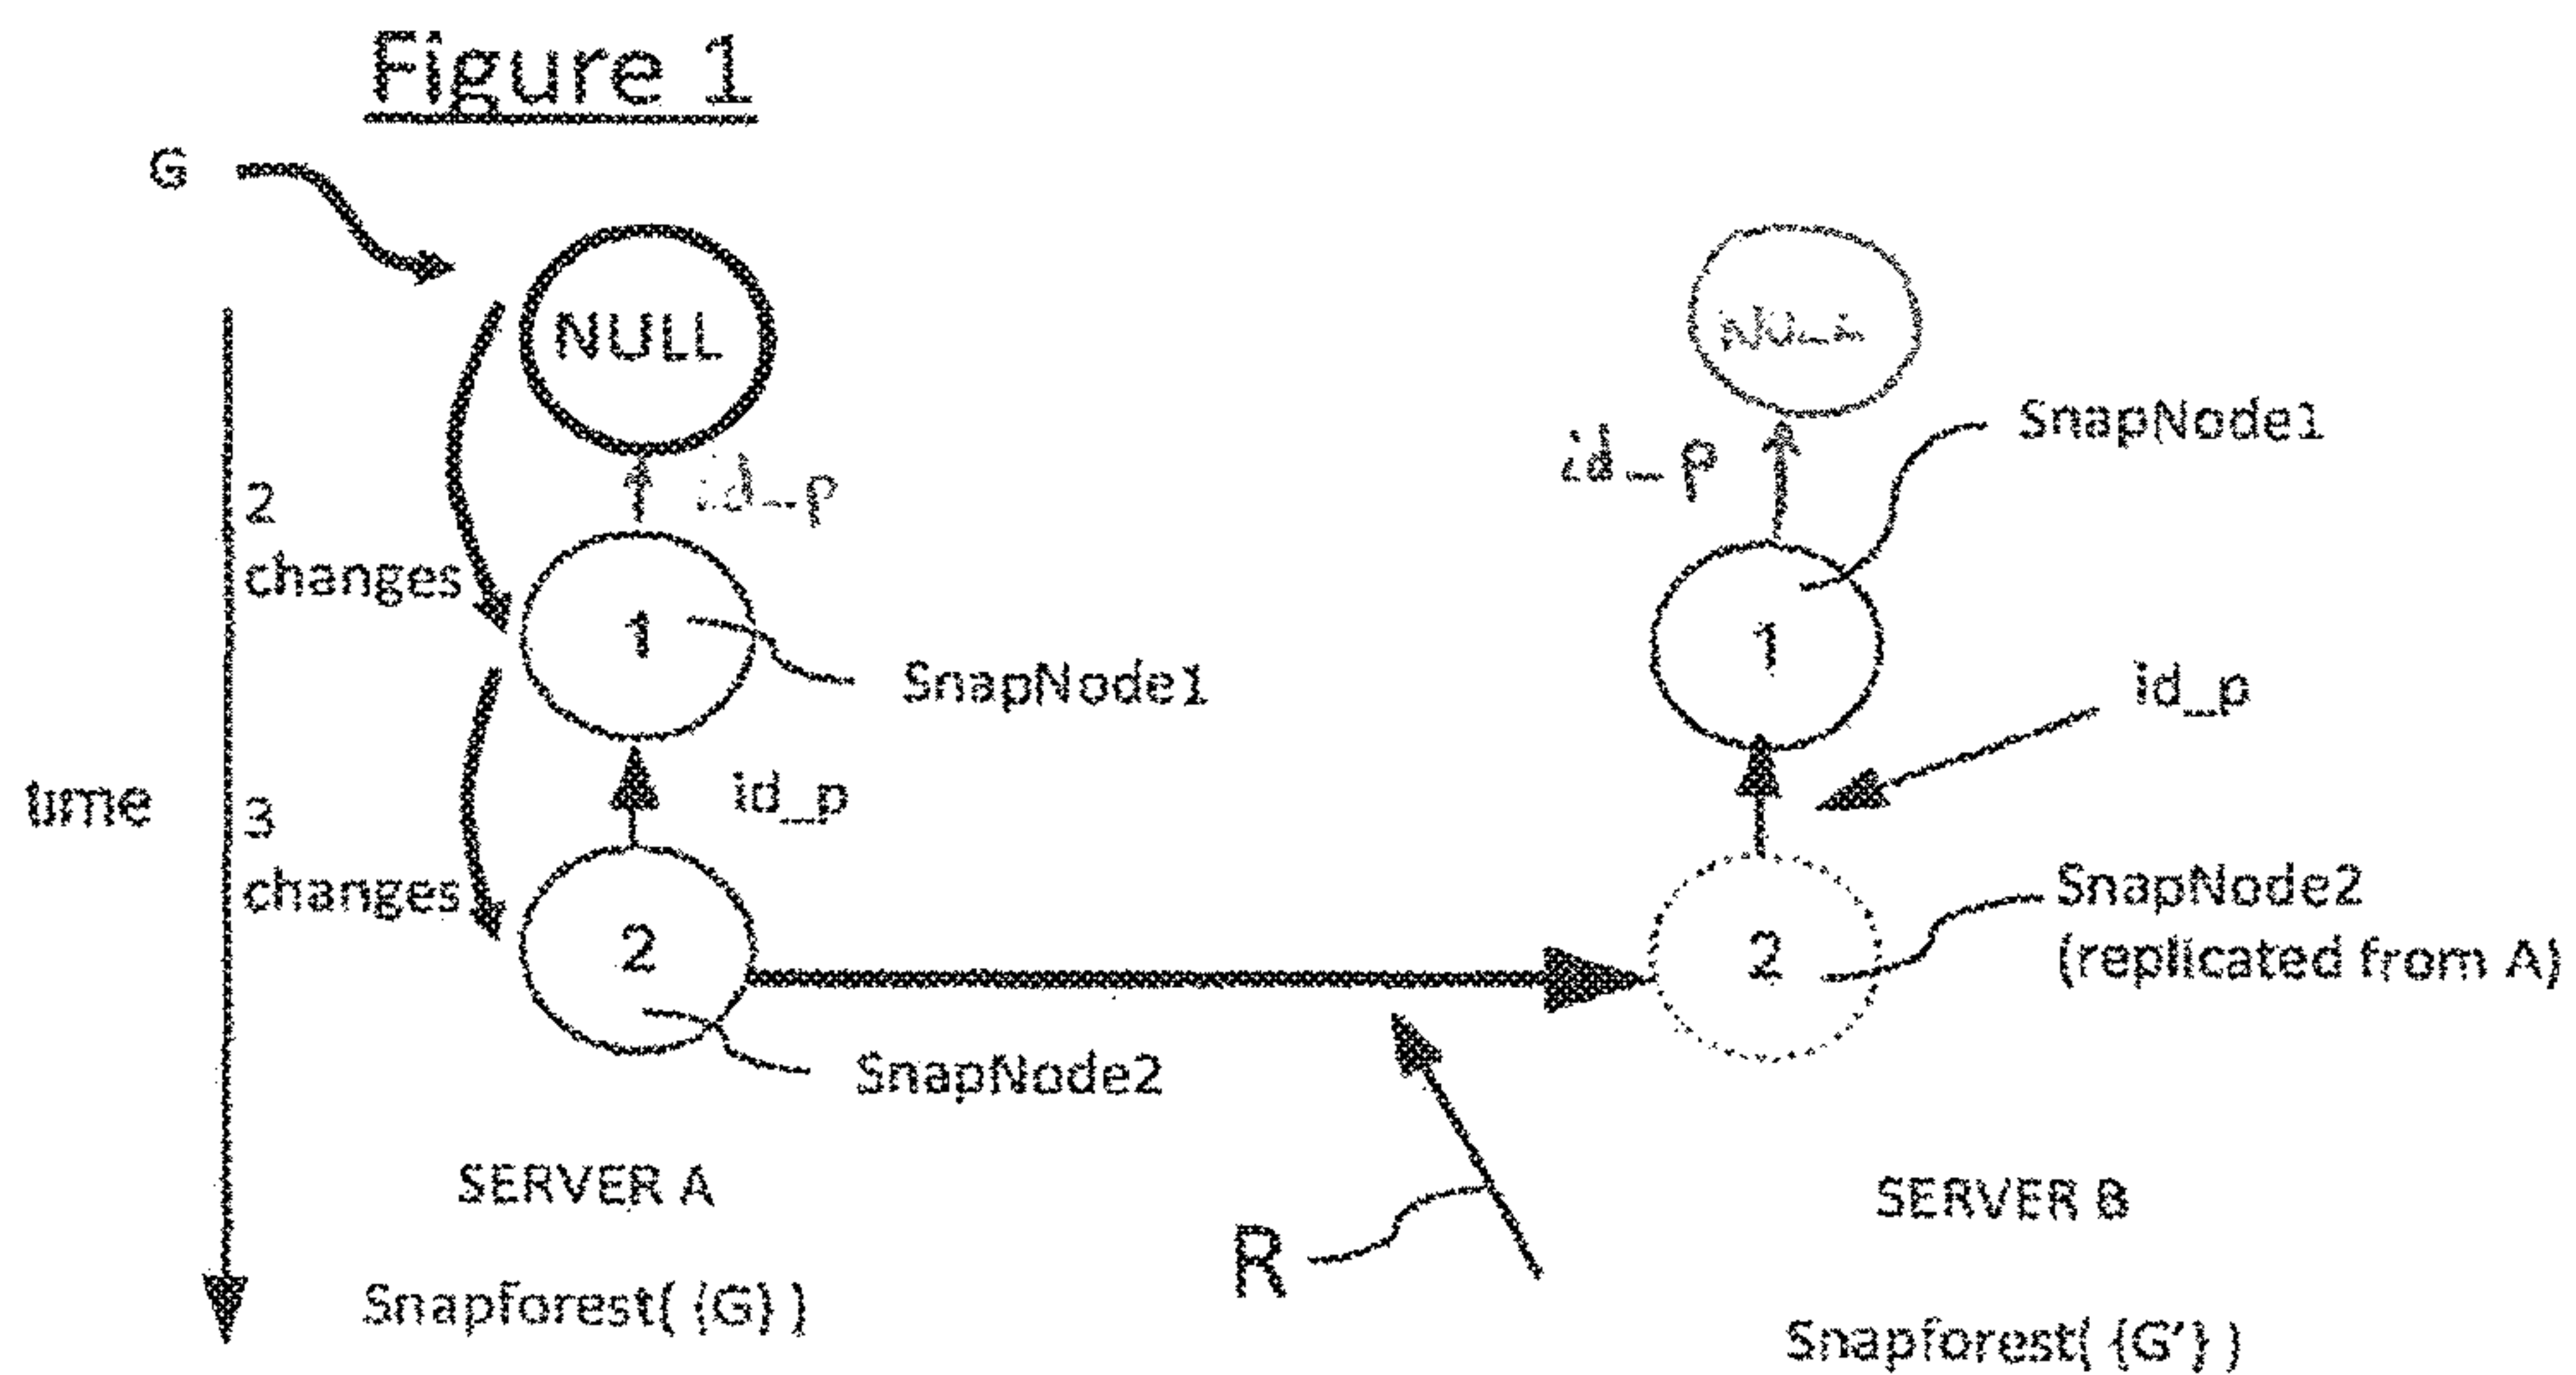 Figure 1
G
NULL
NULL
id_p
SnapNode1
id_p
2
changes
1
SnapNode1
1
id_p
time
3
changes
id_p
2
SnapNode2
2
SnapNode2
(replicated from A)
SERVER A
SERVER B
R
Snapforest( {G} )
Snapforest( {G'} )